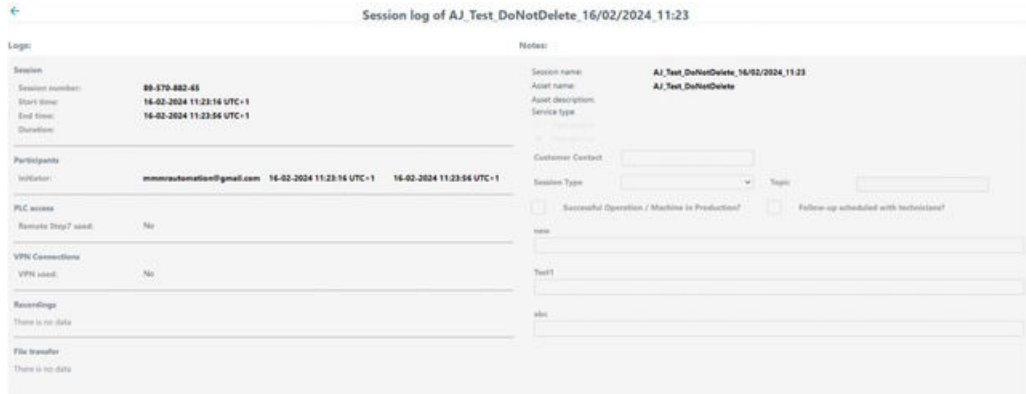 Session log of AJ_Test_DoNotDelete_16/02/2024_11:23
Logs:
Session
Session number: 80-570-882-65
Start time: 16-02-2024 11:23:16 UTC+1
End time: 16-02-2024 11:23:56 UTC+1
Duration:
Participants
Initiator: mmmrautomation@gmail.com 16-02-2024 11:23:16 UTC+1 16-02-2024 11:23:56 UTC+1
PLC access
Remote Step7 used: No
VPN Connections
VPN used: No
Recordings
There is no data
File transfer
There is no data
Notes:
Session name: AJ_Test_DoNotDelete_16/02/2024_11:23
Asset name: AJ_Test_DoNotDelete
Asset description:
Service type
Customer Contact
Session Type Topic
Successful Operation / Machine in Production? Follow-up scheduled with technicians?
new
Test1
abc